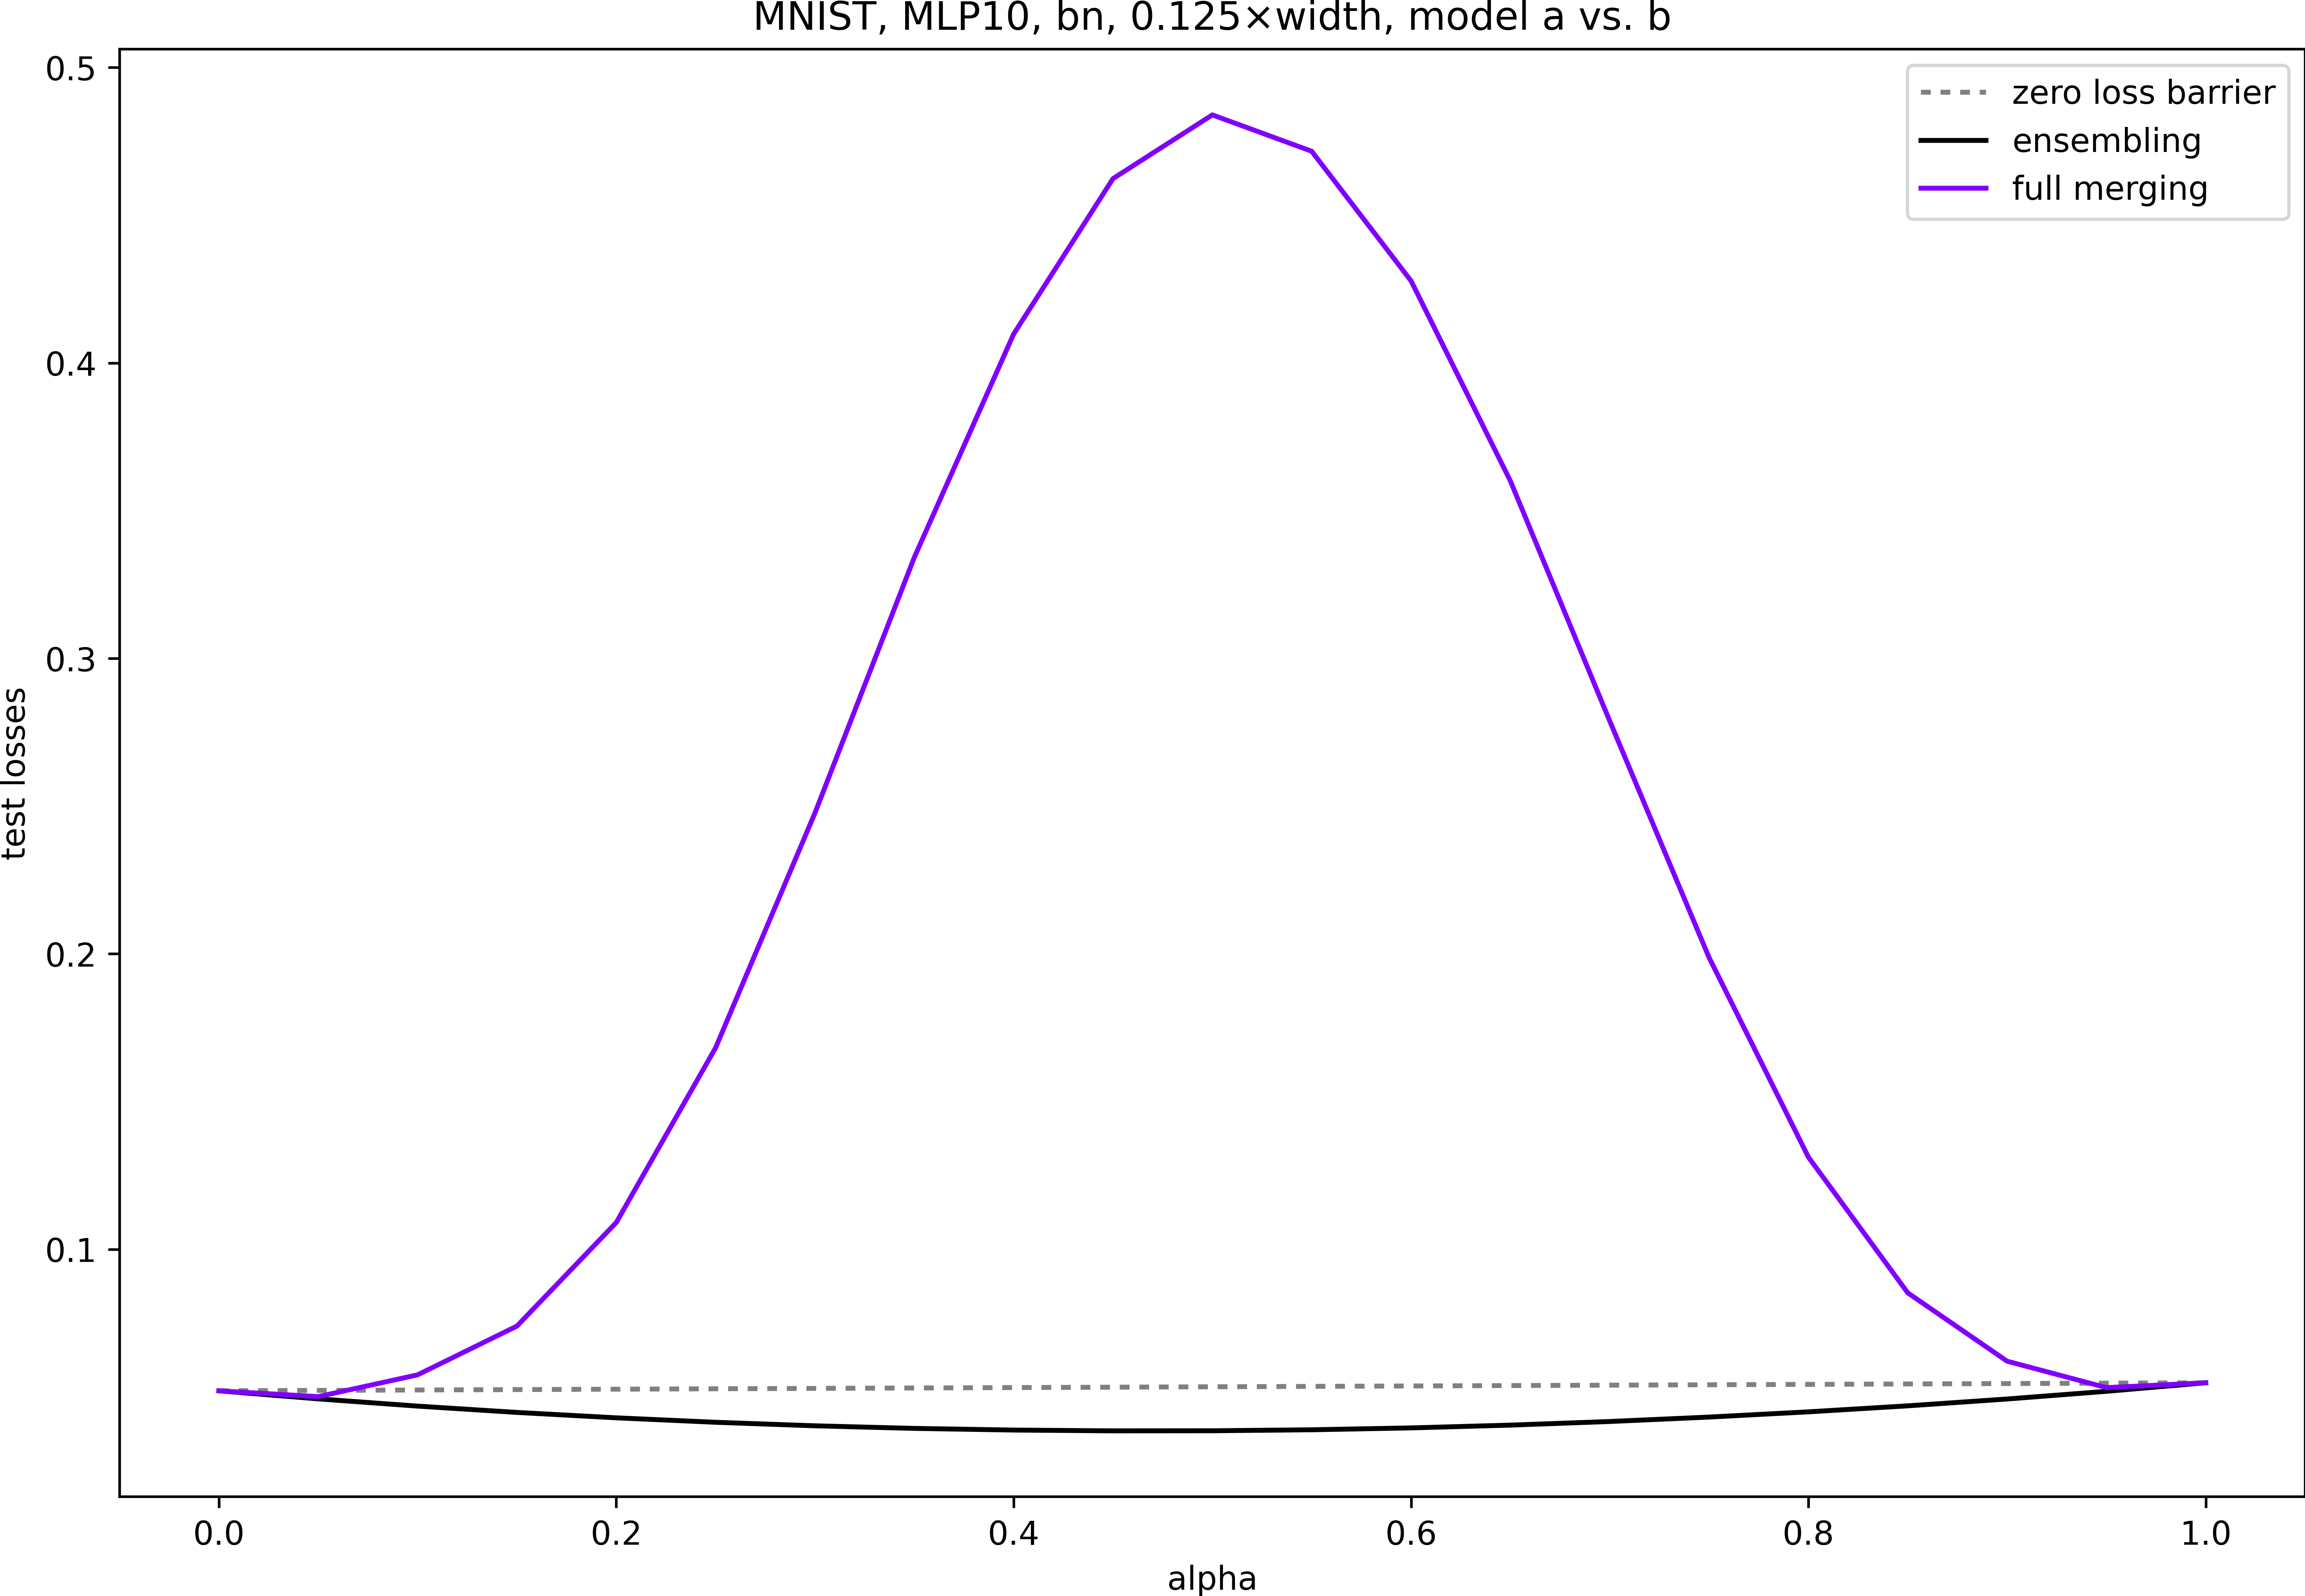 MNIST, MLP10, bn, 0.125×width, model a vs. b
zero loss barrier
ensembling
full merging
0.5
0.4
0.3
0.2
0.1
test losses
0.0 0.2 0.4 0.6 0.8 1.0
alpha